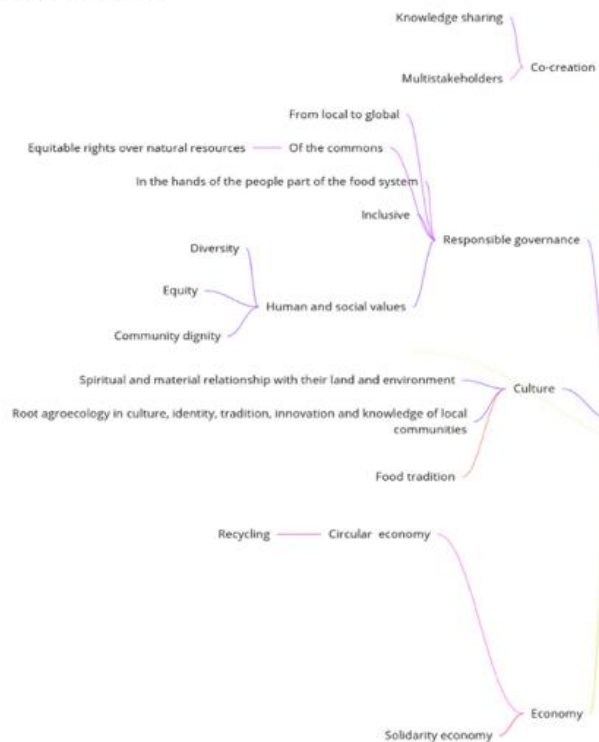 Knowledge sharing
Co-creation
Multistakeholders
From local to global
Equitable rights over natural resources
Of the commons
In the hands of the people part of the food system
Inclusive
Responsible governance
Diversity
Equity
Human and social values
Community dignity
Spiritual and material relationship with their land and environment
Culture
Root agroecology in culture, identity, tradition, innovation and knowledge of local
communities
Food tradition
Recycling
Circular economy
Economy
Solidarity economy